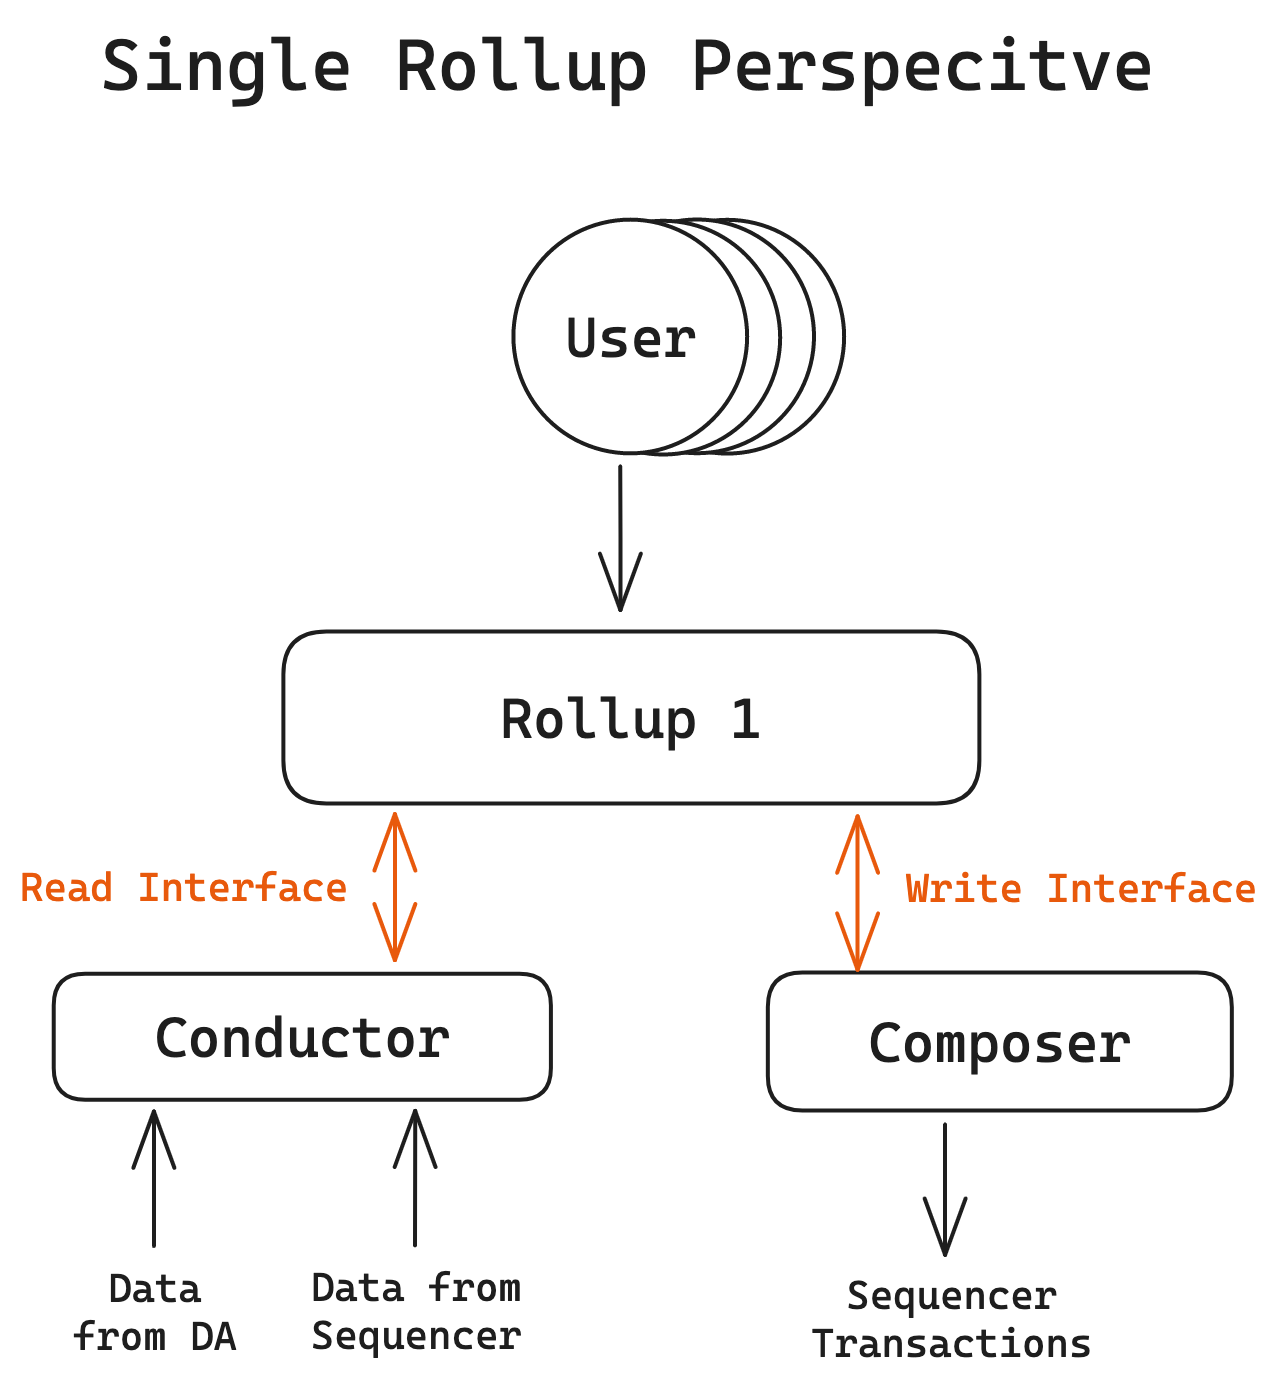 Single Rollup Perspecitve
User
Rollup 1
Read Interface
Write Interface
Conductor
Composer
Data
from DA
Data from
Sequencer
Sequencer
Transactions